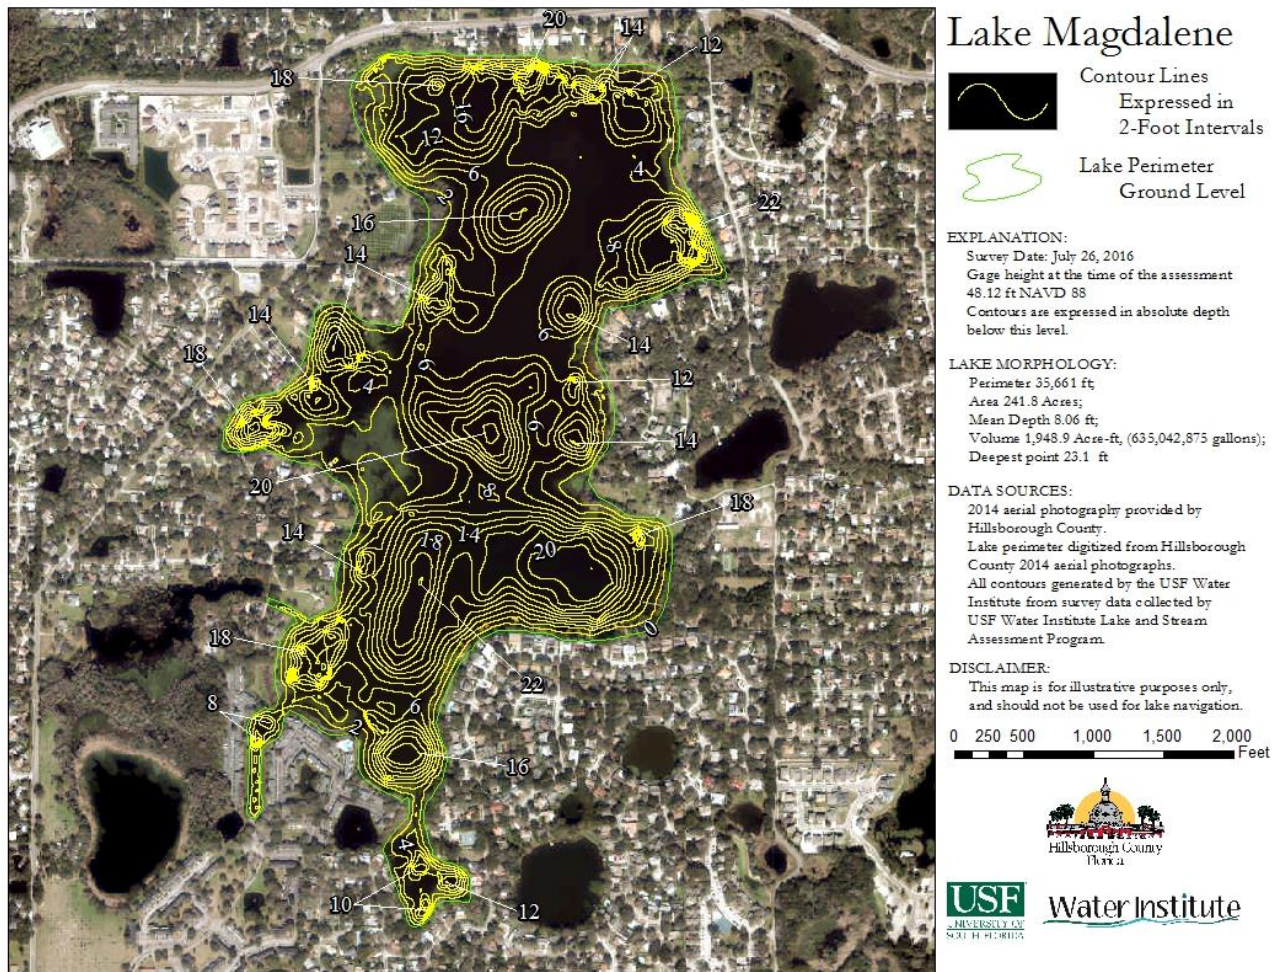 Lake Magdalene
Contour Lines
Expressed in
2-Foot Intervals
Lake Perimeter
Ground Level
EXPLANATION:
Survey Date: July 26, 2016
Gage height at the time of the assessment
48.12 ft NAVD 88
Contours are expressed in absolute depth
below this level.
LAKE MORPHOLOGY:
Perimeter 35,661 ft;
Area 241.8 Acres;
Mean Depth 8.06 ft;
Volume 1,948.9 Acre-ft, (635,042,875 gallons);
Deepest point 23.1 ft
DATA SOURCES:
2014 aerial photography provided by
Hillsborough County.
Lake perimeter digitized from Hillsborough
County 2014 aerial photographs.
All contours generated by the USF Water
Institute from survey data collected by
USF Water Institute Lake and Stream
Assessment Program.
DISCLAIMER:
This map is for illustrative purposes only,
and should not be used for lake navigation.
0 250 500 1,000 1,500 2,000
Feet
Hillsborough County
Florida
USF
UNIVERSITY OF
SOUTH FLORIDA
Water Institute
20
14
12
18
16
12
6
4
2
22
16
8
14
14
6
14
18
6
12
4
6
14
20
8
18
14
18
14
20
0
18
22
8
2
6
16
4
10
12